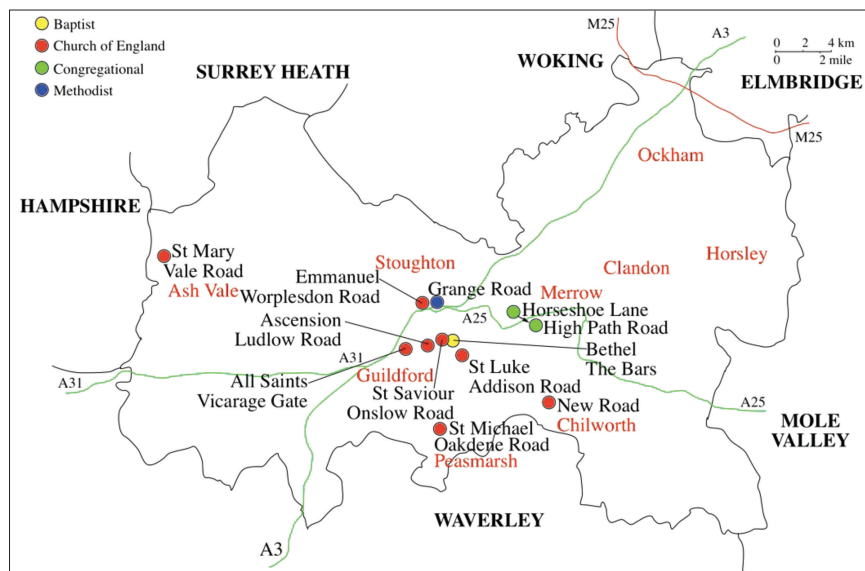 Baptist
Church of England
Congregational
Methodist
M25
A3
0 2 4 km
0 2 mile
WOKING
SURREY HEATH
ELMBRIDGE
M25
Ockham
HAMPSHIRE
St Mary
Vale Road
Ash Vale
Stoughton
Horsley
Clandon
Emmanuel
Worplesdon Road
Grange Road
Merrow
Horseshoe Lane
High Path Road
A25
Ascension
Ludlow Road
Bethel
The Bars
A31
A31
All Saints
Vicarage Gate
Guildford
St Saviour
Onslow Road
St Luke
Addison Road
New Road
Chilworth
A25
MOLE
VALLEY
St Michael
Oakdene Road
Peasmarsh
WAVERLEY
A3